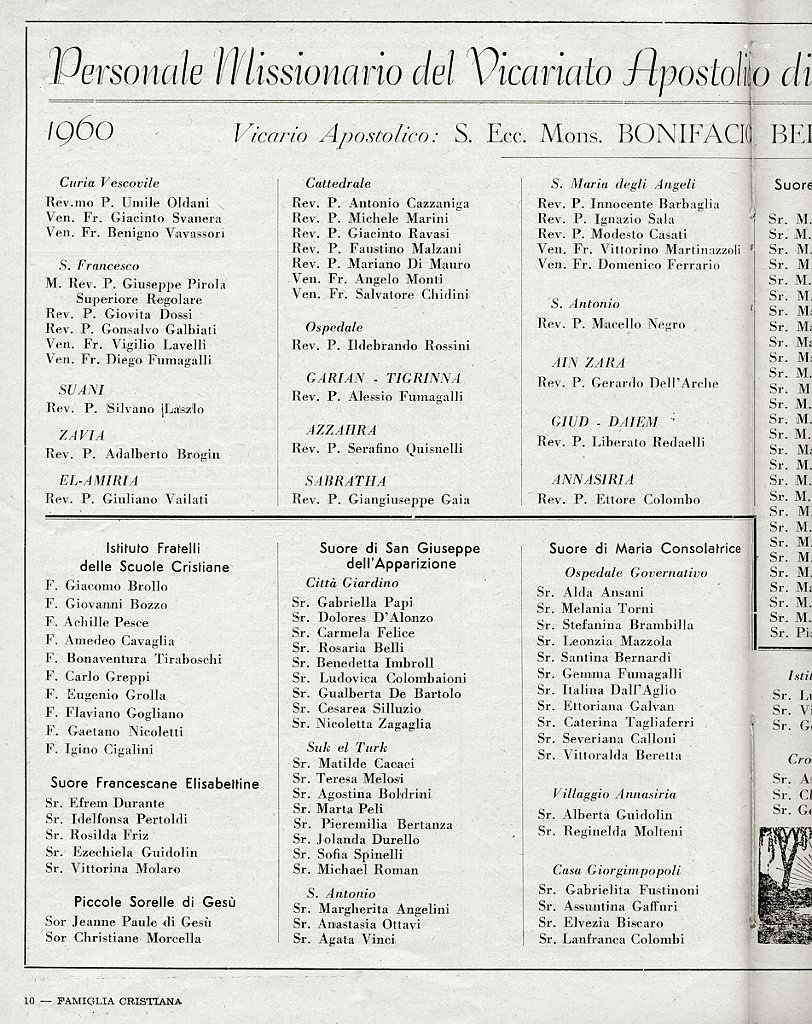 Personale Missionario del Vicariato Apostolico di
1960
Vicario Apostolico: S. Ecc. Mons. BONIFACIO BE
Curia Vescovile
Rev.mo P. Umile Oldani
Ven. Fr. Giacinto Svanera
Ven. Fr. Benigno Vavassori
S. Francesco
M. Rev. P. Giuseppe Pirola
Superiore Regolare
Rev. P. Giovita Dossi
Rev. P. Gonsalvo Galbiati
Ven. Fr. Vigilio Lavelli
Ven. Fr. Diego Fumagalli
SUANI
Rev. P. Silvano Laszlo
ZAVIA
Rev. P. Adalberto Brogin
EL-AMIRIA
Rev. P. Giuliano Vailati
Cattedrale
Rev. P. Antonio Cazzaniga
Rev. P. Michele Marini
Rev. P. Giacinto Ravasi
Rev. P. Faustino Malzani
Rev. P. Mariano Di Mauro
Ven. Fr. Angelo Monti
Ven. Fr. Salvatore Chidini
Ospedale
Rev. P. Ildebrando Rossini
GARIAN - TIGRINNA
Rev. P. Alessio Fumagalli
AZZAHRA
Rev. P. Serafino Quisnelli
SABRATHA
Rev. P. Giangiuseppe Gaia
S. Maria degli Angeli
Rev. P. Innocente Barbaglia
Rev. P. Ignazio Sala
Rev. P. Modesto Casati
Ven. Fr. Vittorino Martinazzoli
Ven. Fr. Domenico Ferrario
S. Antonio
Rev. P. Macello Negro
AIN ZARA
Rev. P. Gerardo Dell'Arche
GIUD - DAIEM
Rev. P. Liberato Redaelli
ANNASIRIA
Rev. P. Ettore Colombo
Istituto Fratelli
delle Scuole Cristiane
F. Giacomo Brollo
F. Giovanni Bozzo
F. Achille Pesce
F. Amedeo Cavaglia
F. Bonaventura Tiraboschi
F. Carlo Greppi
F. Eugenio Grolla
F. Flaviano Gogliano
F. Gaetano Nicoletti
F. Igino Cigalini
Suore Francescane Elisabettine
Sr. Efrem Durante
Sr. Idelfonsa Pertoldi
Sr. Rosilda Friz
Sr. Ezechiela Guidolin
Sr. Vittorina Molaro
Piccole Sorelle di Gesù
Sor Jeanne Paule di Gesù
Sor Christiane Morcella
Suore di San Giuseppe
dell'Apparizione
Città Giardino
Sr. Gabriella Papi
Sr. Dolores D'Alonzo
Sr. Carmela Felice
Sr. Rosaria Belli
Sr. Benedetta Imbroll
Sr. Ludovica Colombaioni
Sr. Gualberta De Bartolo
Sr. Cesarea Silluzio
Sr. Nicoletta Zagaglia
Suk el Turk
Sr. Matilde Cacaci
Sr. Teresa Melosi
Sr. Agostina Boldrini
Sr. Marta Peli
Sr. Pieremilia Bertanza
Sr. Jolanda Durello
Sr. Sofia Spinelli
Sr. Michael Roman
S. Antonio
Sr. Margherita Angelini
Sr. Anastasia Ottavi
Sr. Agata Vinci
Suore di Maria Consolatrice
Ospedale Governativo
Sr. Alda Ansani
Sr. Melania Torni
Sr. Stefanina Brambilla
Sr. Leonzia Mazzola
Sr. Santina Bernardi
Sr. Gemma Fumagalli
Sr. Italina Dall'Aglio
Sr. Ettoriana Galvan
Sr. Caterina Tagliaferri
Sr. Severiana Calloni
Sr. Vittoralda Beretta
Villaggio Annasiria
Sr. Alberta Guidolin
Sr. Reginelda Molteni
Casa Giorgimpopoli
Sr. Gabrielita Fustinoni
Sr. Assuntina Gaffuri
Sr. Elvezia Biscaro
Sr. Lanfranca Colombi
Suore
10 — FAMIGLIA CRISTIANA